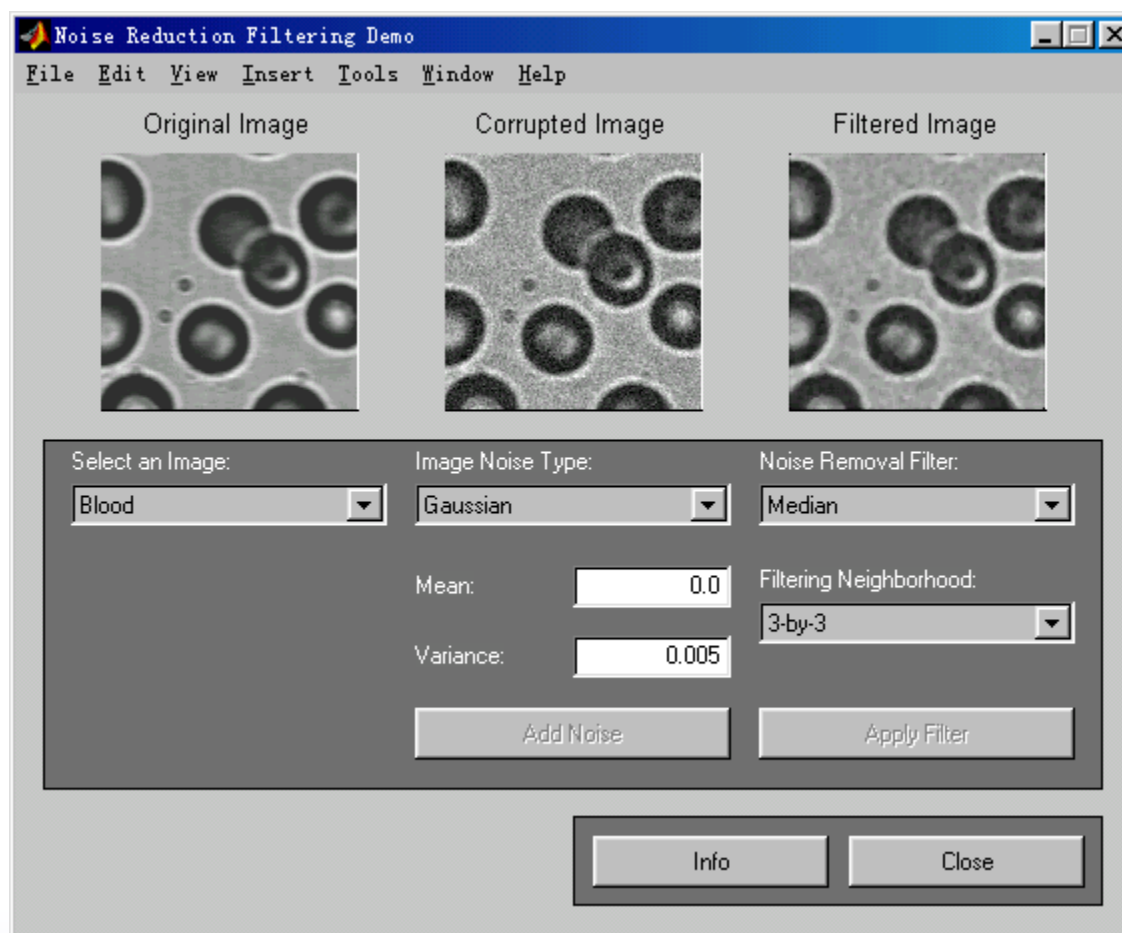 Noise Reduction Filtering Demo
File Edit View Insert Tools Window Help
Original Image
Corrupted Image
Filtered Image
Select an Image:
Image Noise Type:
Noise Removal Filter:
Blood
Gaussian
Median
Mean:
0.0
Filtering Neighborhood:
3-by-3
Variance:
0.005
Add Noise
Apply Filter
Info
Close